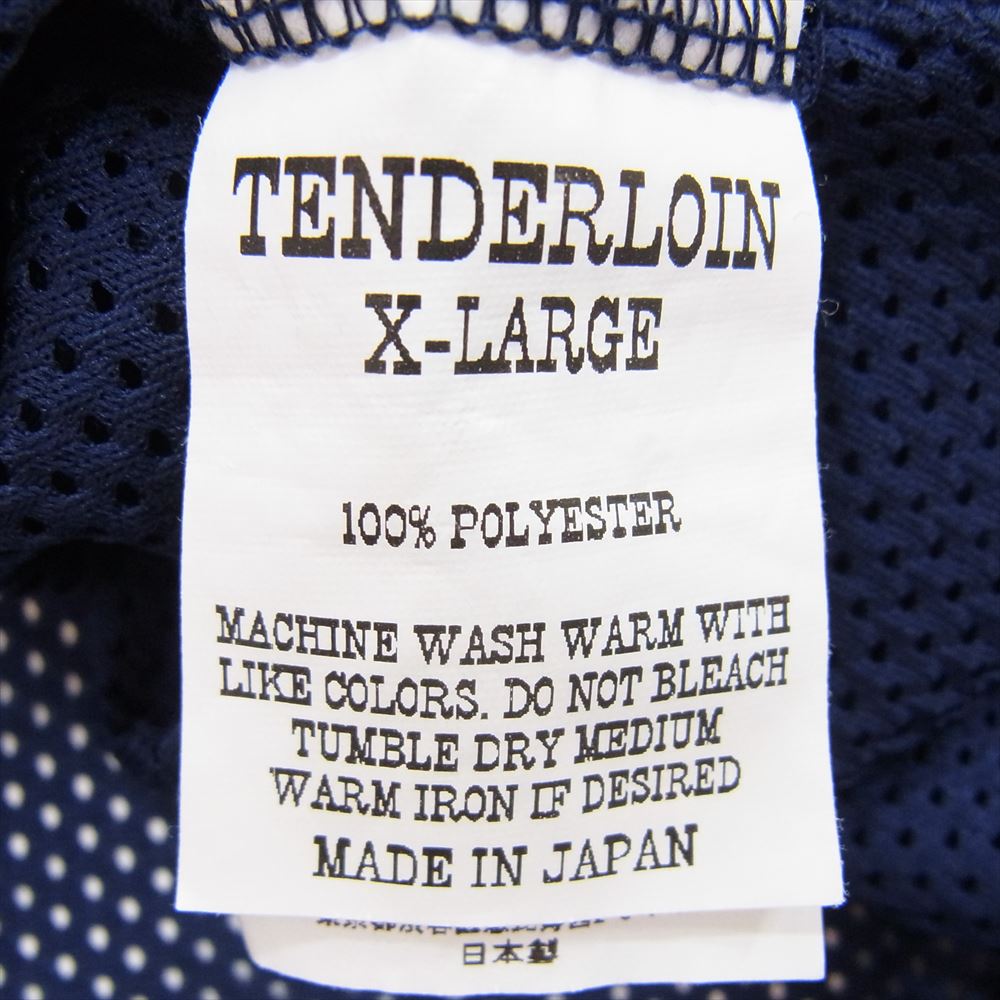 TENDERLOIN
X-LARGE
100% POLYESTER
MACHINE WASH WARM WITH
LIKE COLORS. DO NOT BLEACH
TUMBLE DRY MEDIUM
WARM IRON IF DESIRED
MADE IN JAPAN
日本製